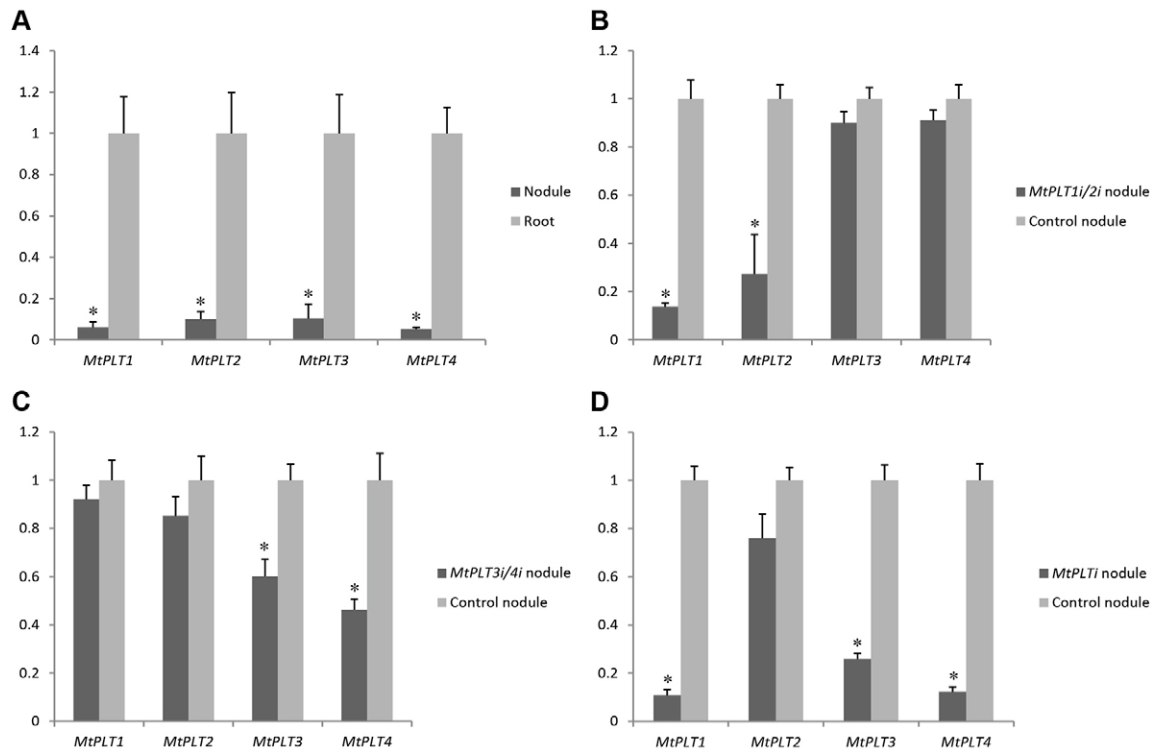 A
1.4
1.2
1
0.8
0.6
0.4
0.2
0
*
*
*
*
MtPLT1
MtPLT2
MtPLT3
MtPLT4
Nodule
Root
B
1.2
1
0.8
0.6
0.4
0.2
0
*
*
MtPLT1
MtPLT2
MtPLT3
MtPLT4
MtPLT1i/2i nodule
Control nodule
C
1.2
1
0.8
0.6
0.4
0.2
0
*
*
MtPLT1
MtPLT2
MtPLT3
MtPLT4
MtPLT3i/4i nodule
Control nodule
D
1.2
1
0.8
0.6
0.4
0.2
0
*
*
*
MtPLT1
MtPLT2
MtPLT3
MtPLT4
MtPLTi nodule
Control nodule